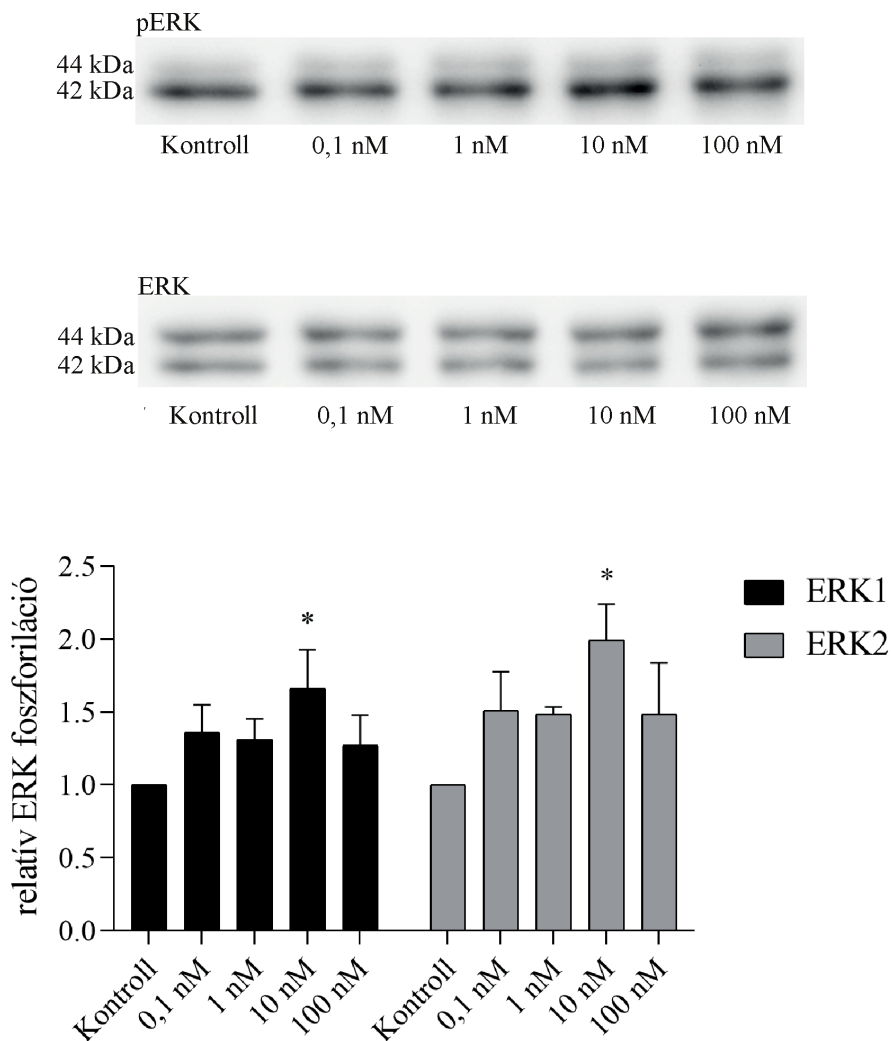 pERK
44 kDa
42 kDa
Kontroll 0,1 nM 1 nM 10 nM 100 nM
ERK
44 kDa
42 kDa
Kontroll 0,1 nM 1 nM 10 nM 100 nM
relatív ERK foszforiláció
2.5
2.0
1.5
1.0
0.5
0.0
* *
ERK1
ERK2
Kontroll 0,1 nM 1 nM 10 nM 100 nM Kontroll 0,1 nM 1 nM 10 nM 100 nM